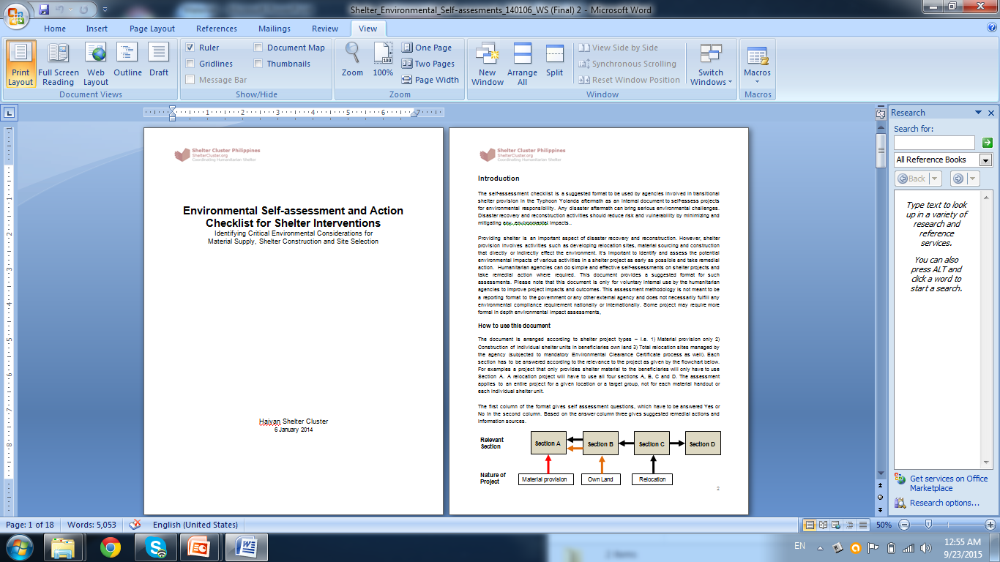 Shelter_Environmental_Self-assesments_140106_WS (Final) 2 - Microsoft Word
Home Insert Page Layout References Mailings Review View
Print Layout
Full Screen Reading
Web Layout
Outline
Draft
Document Views
Ruler
Gridlines
Message Bar
Document Map
Thumbnails
Show/Hide
Zoom
100%
One Page
Two Pages
Page Width
Zoom
New Window
Arrange All
Split
View Side by Side
Synchronous Scrolling
Reset Window Position
Switch Windows
Window
Macros
Macros
1 2 3 4 5 6 7
Shelter Cluster Philippines
ShelterCluster.org
Coordinating Humanitarian Shelter
Environmental Self-assessment and Action
Checklist for Shelter Interventions
Identifying Critical Environmental Considerations for
Material Supply, Shelter Construction and Site Selection
Haiyan Shelter Cluster
6 January 2014
Shelter Cluster Philippines
ShelterCluster.org
Coordinating Humanitarian Shelter
Introduction
The self-assessment checklist is a suggested format to be used by agencies involved in transitional
shelter provision in the Typhoon Yolanda aftermath as an internal document to self-assess projects
for environmental responsibility. Any disaster aftermath can bring serious environmental challenges.
Disaster recovery and reconstruction activities should reduce risk and vulnerability by minimizing and
mitigating any environmental impacts..
Providing shelter is an important aspect of disaster recovery and reconstruction. However, shelter
provision involves activities such as developing relocation sites, material sourcing and construction
that directly or indirectly effect the environment. It's important to identify and assess the potential
environmental impacts of various activities in a shelter project as early as possible and take remedial
action. Humanitarian agencies can do simple and effective self-assessments on shelter projects and
take remedial action where required. This document provides a suggested format for such
assessments. Please note that this document is only for voluntary internal use by the humanitarian
agencies to improve project impacts and outcomes. This assessment methodology is not meant to be
a reporting format to the government or any other external agency and does not necessarily fulfill any
environmental compliance requirement nationally or internationally. Some project may require more
formal in depth environmental impact assessments.
How to use this document
The document is arranged according to shelter project types – i.e. 1) Material provision only 2)
Construction of individual shelter units in beneficiaries own land 3) Total relocation sites managed by
the agency (subjected to mandatory Environmental Clearance Certificate process as well). Each
section has to be answered according to the relevance to the project as given by the flowchart below.
For examples a project that only provides shelter material to the beneficiaries will only have to use
Section A. A relocation project will have to use all four sections A, B, C and D. The assessment
applies to an entire project for a given location or a target group, not for each material handout or
each individual shelter unit.
The first column of the format gives self assessment questions, which have to be answered Yes or
No in the second column. Based on the answer column three gives suggested remedial actions and
information sources.
Relevant Section
Section A Section B Section C Section D
Nature of Project
Material provision Own Land Relocation
2
Research
Search for:
All Reference Books
Back
Type text to look
up in a variety of
research and
reference
services.
You can also
press ALT and
click a word to
start a search.
Get services on Office
Marketplace
Research options...
Page: 1 of 18 Words: 5,053 English (United States) 50%
2 items
EN 12:55 AM
9/23/2015